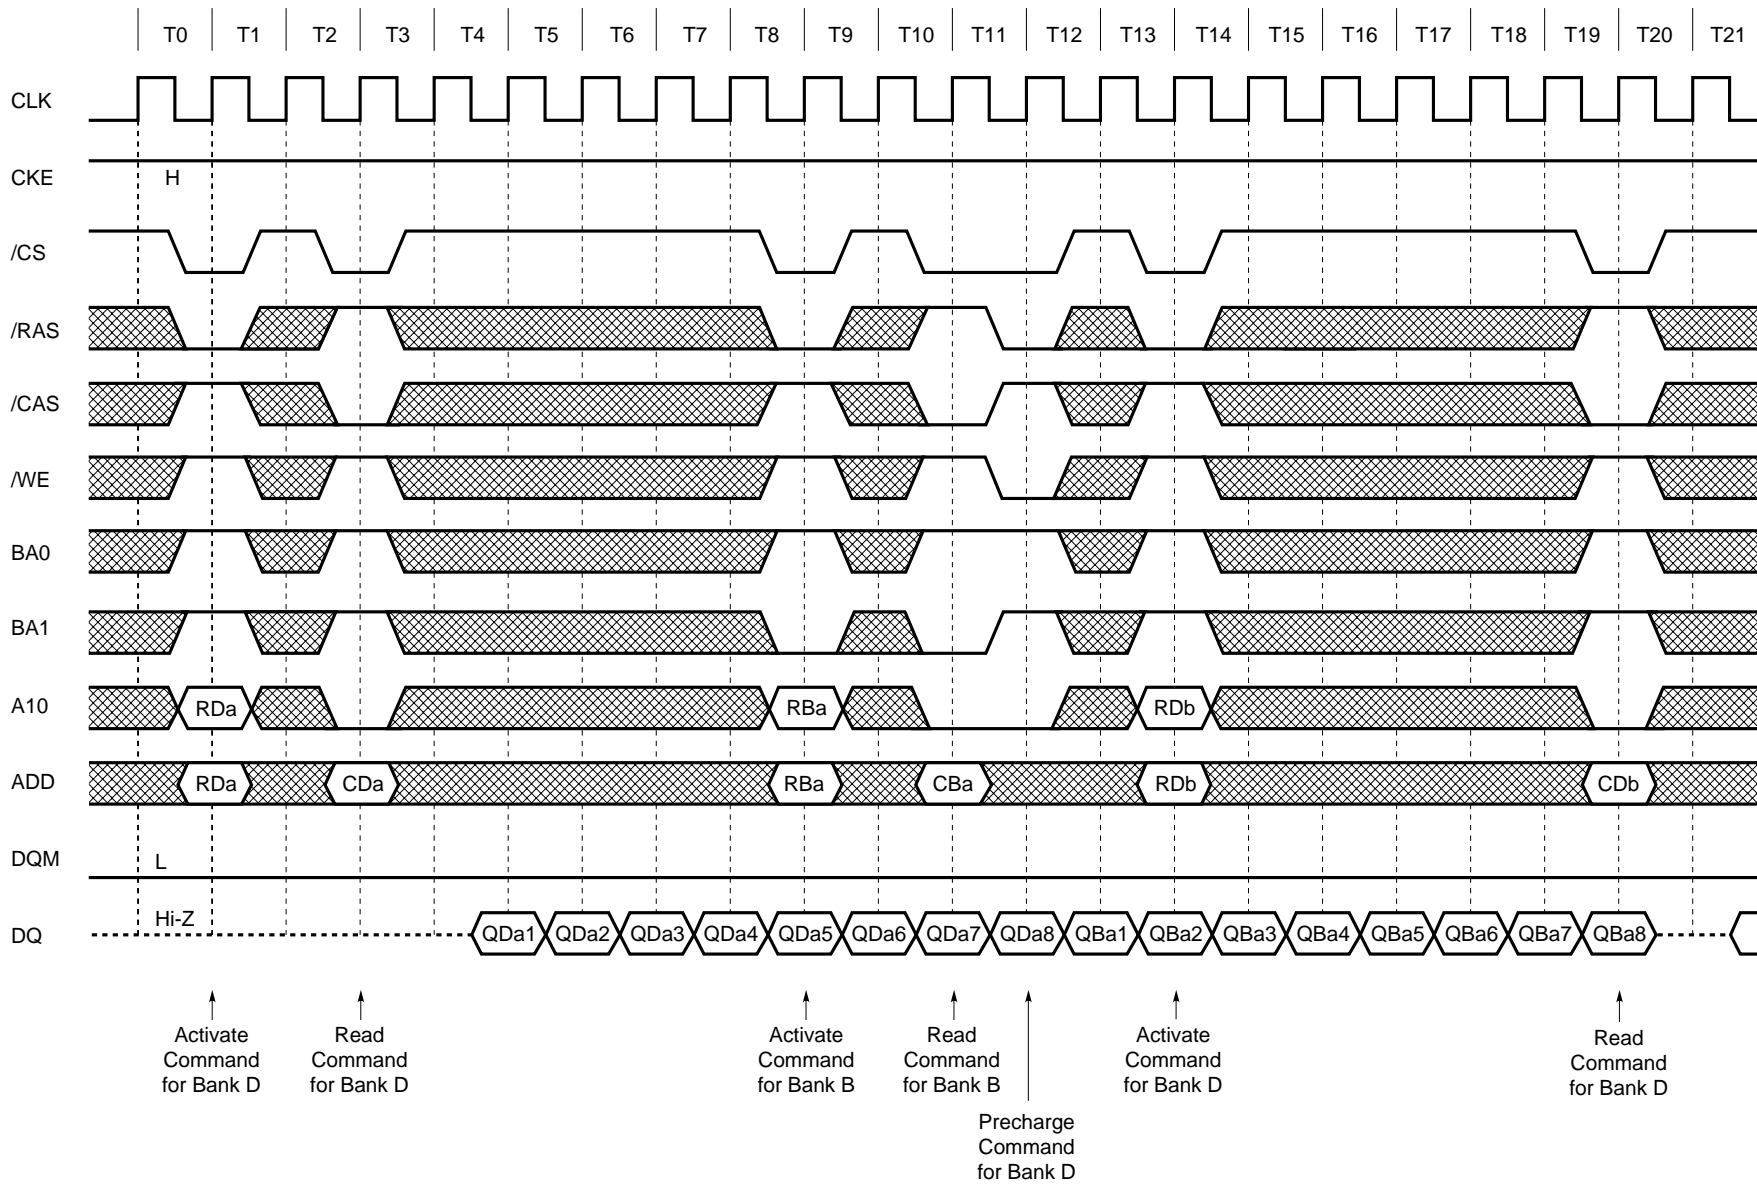 T0 T1 T2 T3 T4 T5 T6 T7 T8 T9 T10 T11 T12 T13 T14 T15 T16 T17 T18 T19 T20 T21
CLK
CKE H
/CS
/RAS
/CAS
/WE
BA0
BA1
A10 RDa RBa RDb
ADD RDa CDa RBa CBa RDb CDb
DQM L
DQ Hi-Z QDa1 QDa2 QDa3 QDa4 QDa5 QDa6 QDa7 QDa8 QBa1 QBa2 QBa3 QBa4 QBa5 QBa6 QBa7 QBa8
Activate
Command
for Bank D
Read
Command
for Bank D
Activate
Command
for Bank B
Read
Command
for Bank B
Precharge
Command
for Bank D
Activate
Command
for Bank D
Read
Command
for Bank D